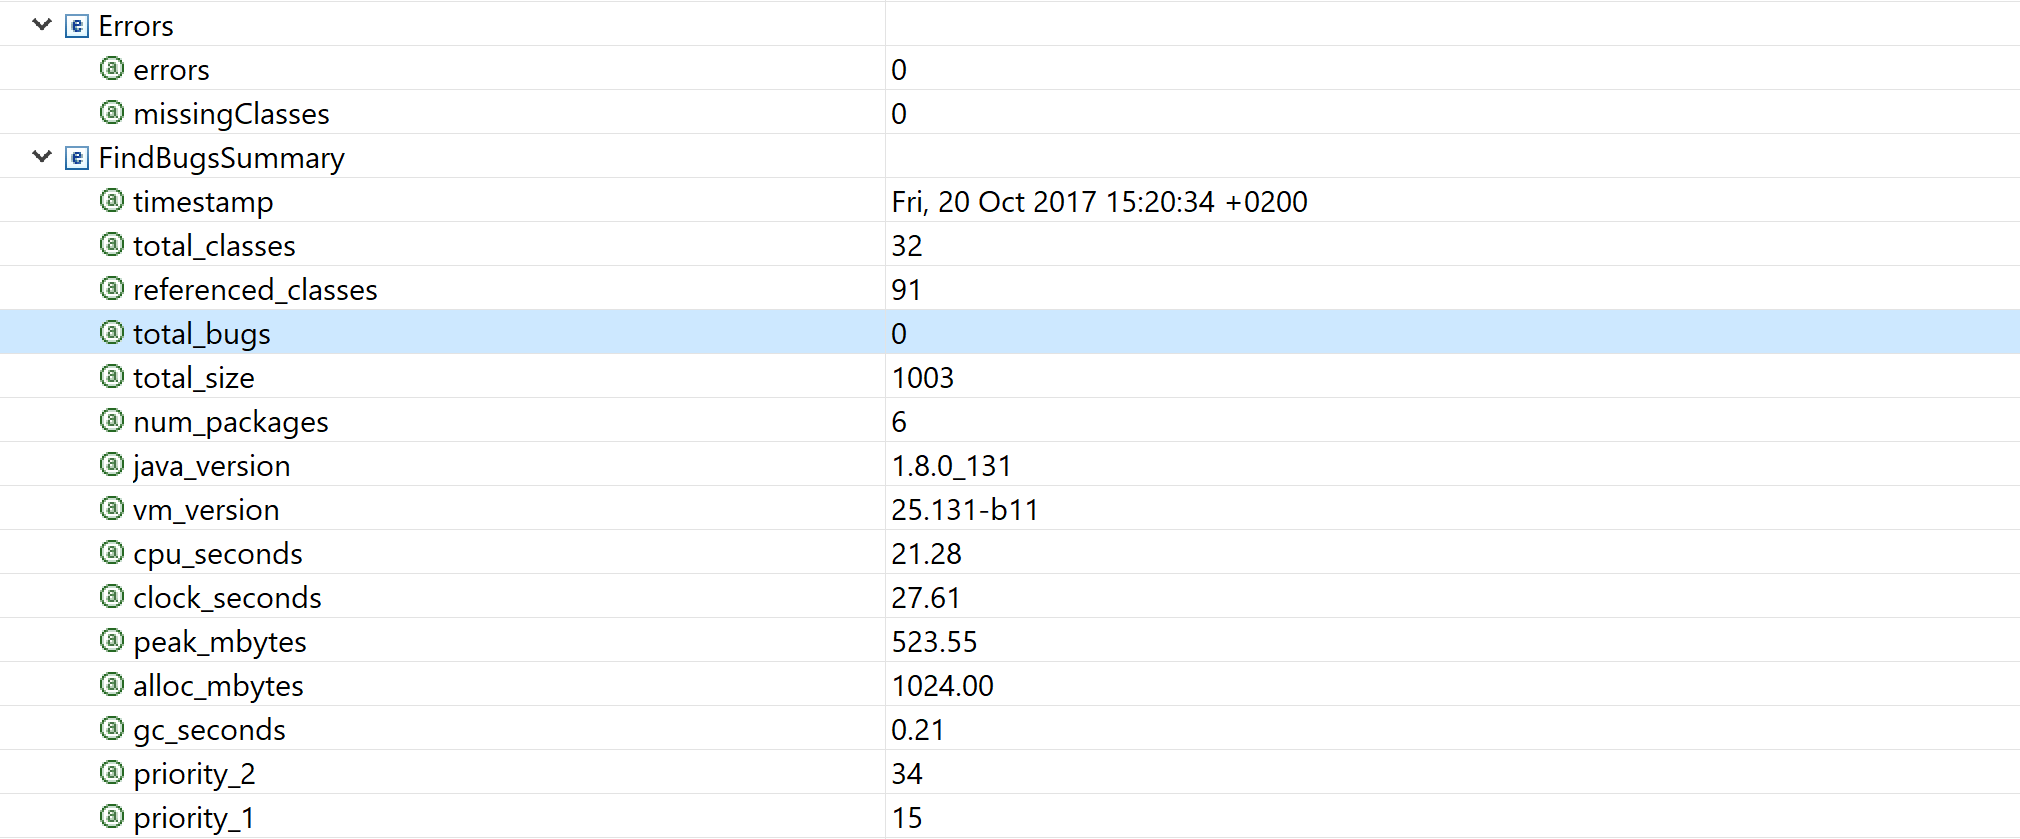 Errors
errors 0
missingClasses 0
FindBugsSummary
timestamp Fri, 20 Oct 2017 15:20:34 +0200
total_classes 32
referenced_classes 91
total_bugs 0
total_size 1003
num_packages 6
java_version 1.8.0_131
vm_version 25.131-b11
cpu_seconds 21.28
clock_seconds 27.61
peak_mbytes 523.55
alloc_mbytes 1024.00
gc_seconds 0.21
priority_2 34
priority_1 15